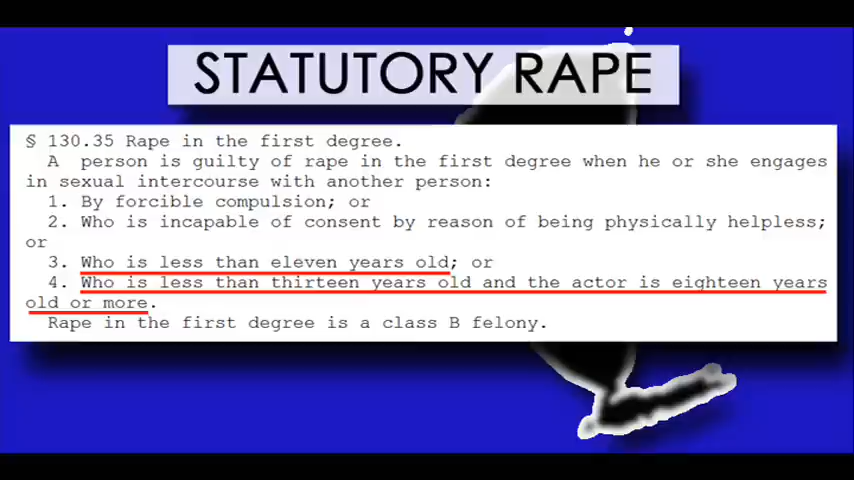 STATUTORY RAPE
§ 130.35 Rape in the first degree.
A person is guilty of rape in the first degree when he or she engages
in sexual intercourse with another person:
1. By forcible compulsion; or
2. Who is incapable of consent by reason of being physically helpless;
or
3. Who is less than eleven years old; or
4. Who is less than thirteen years old and the actor is eighteen years
old or more.
Rape in the first degree is a class B felony.